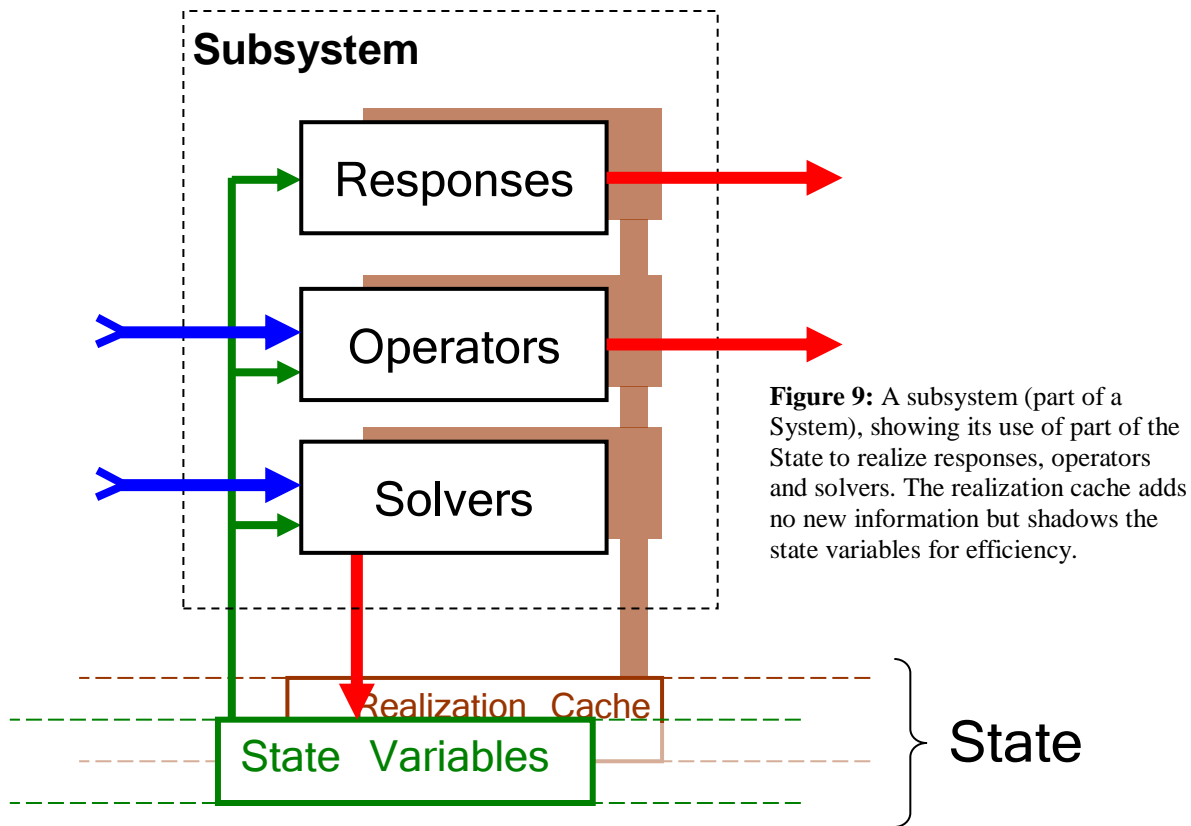 Subsystem
Responses
Operators
Solvers
Figure 9: A subsystem (part of a
System), showing its use of part of the
State to realize responses, operators
and solvers. The realization cache adds
no new information but shadows the
state variables for efficiency.
Realization Cache
State Variables
State